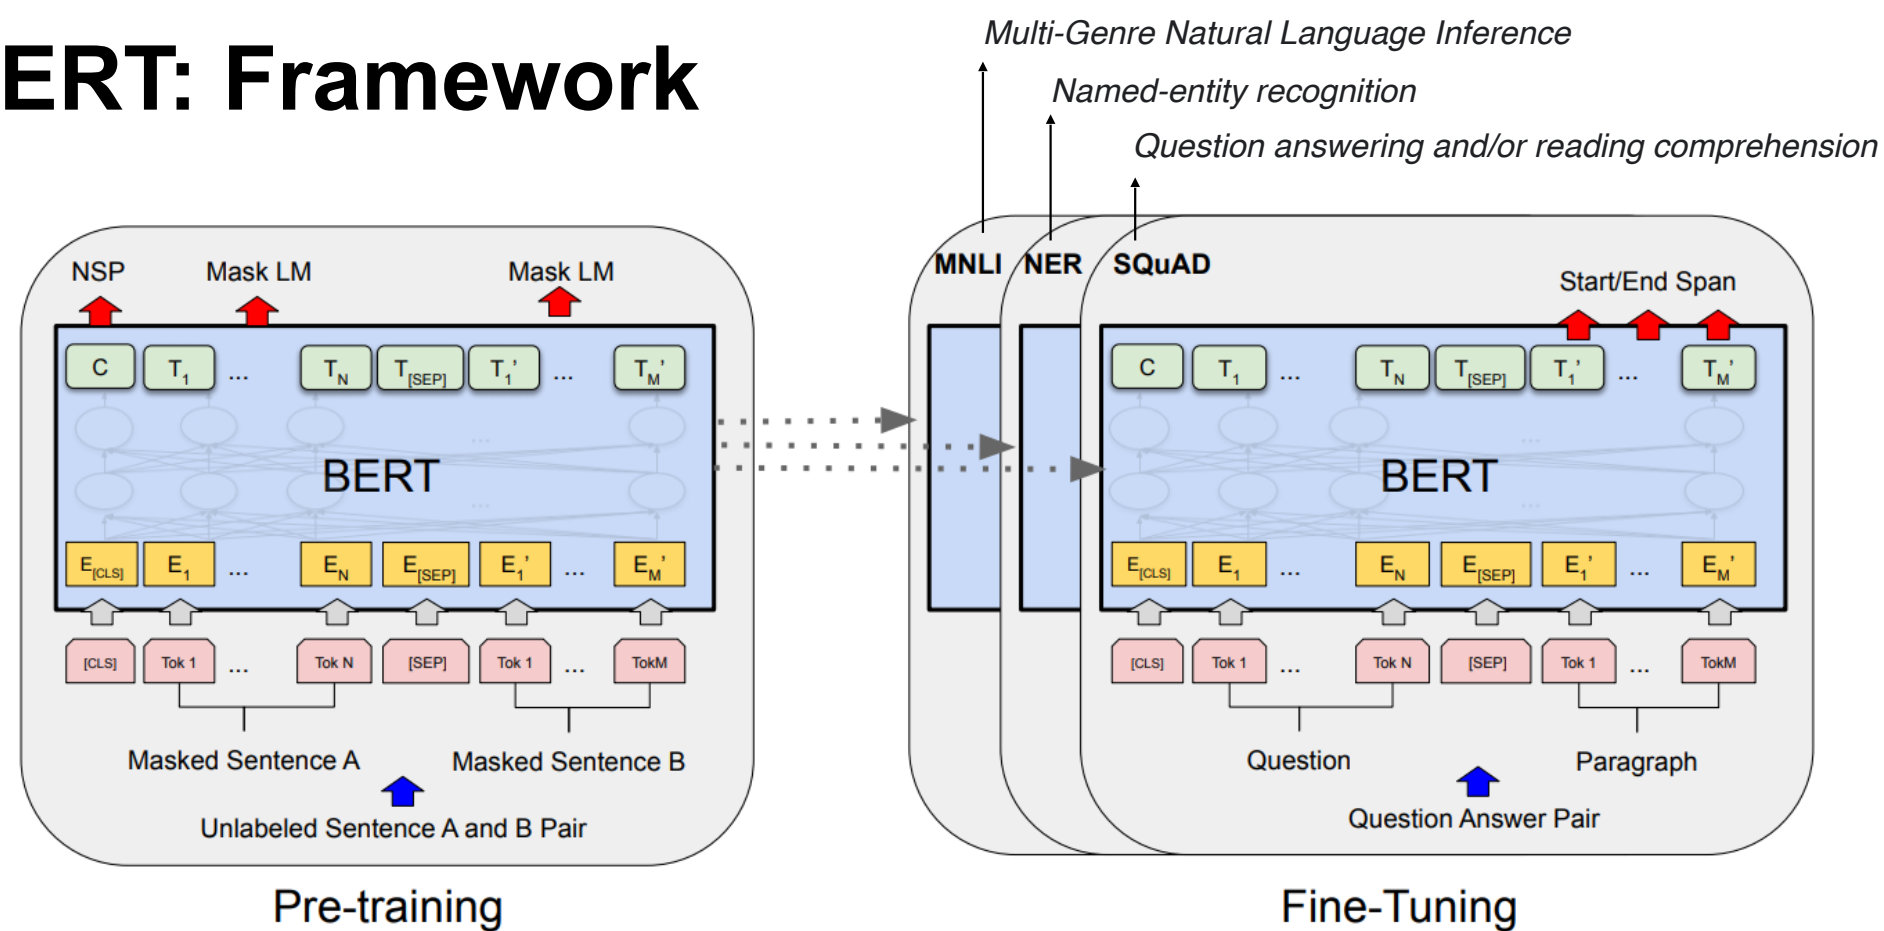 ERT: Framework
Multi-Genre Natural Language Inference
Named-entity recognition
Question answering and/or reading comprehension
NSP Mask LM Mask LM
C T1 ... TN T[SEP] T1' ... TM'
...
BERT
...
E[CLS] E1 ... EN E[SEP] E1' ... EM'
[CLS] Tok 1 ... Tok N [SEP] Tok 1 ... TokM
Masked Sentence A Masked Sentence B
Unlabeled Sentence A and B Pair
Pre-training
MNLI NER SQuAD
Start/End Span
C T1 ... TN T[SEP] T1' ... TM'
...
BERT
...
E[CLS] E1 ... EN E[SEP] E1' ... EM'
[CLS] Tok 1 ... Tok N [SEP] Tok 1 ... TokM
Question Paragraph
Question Answer Pair
Fine-Tuning